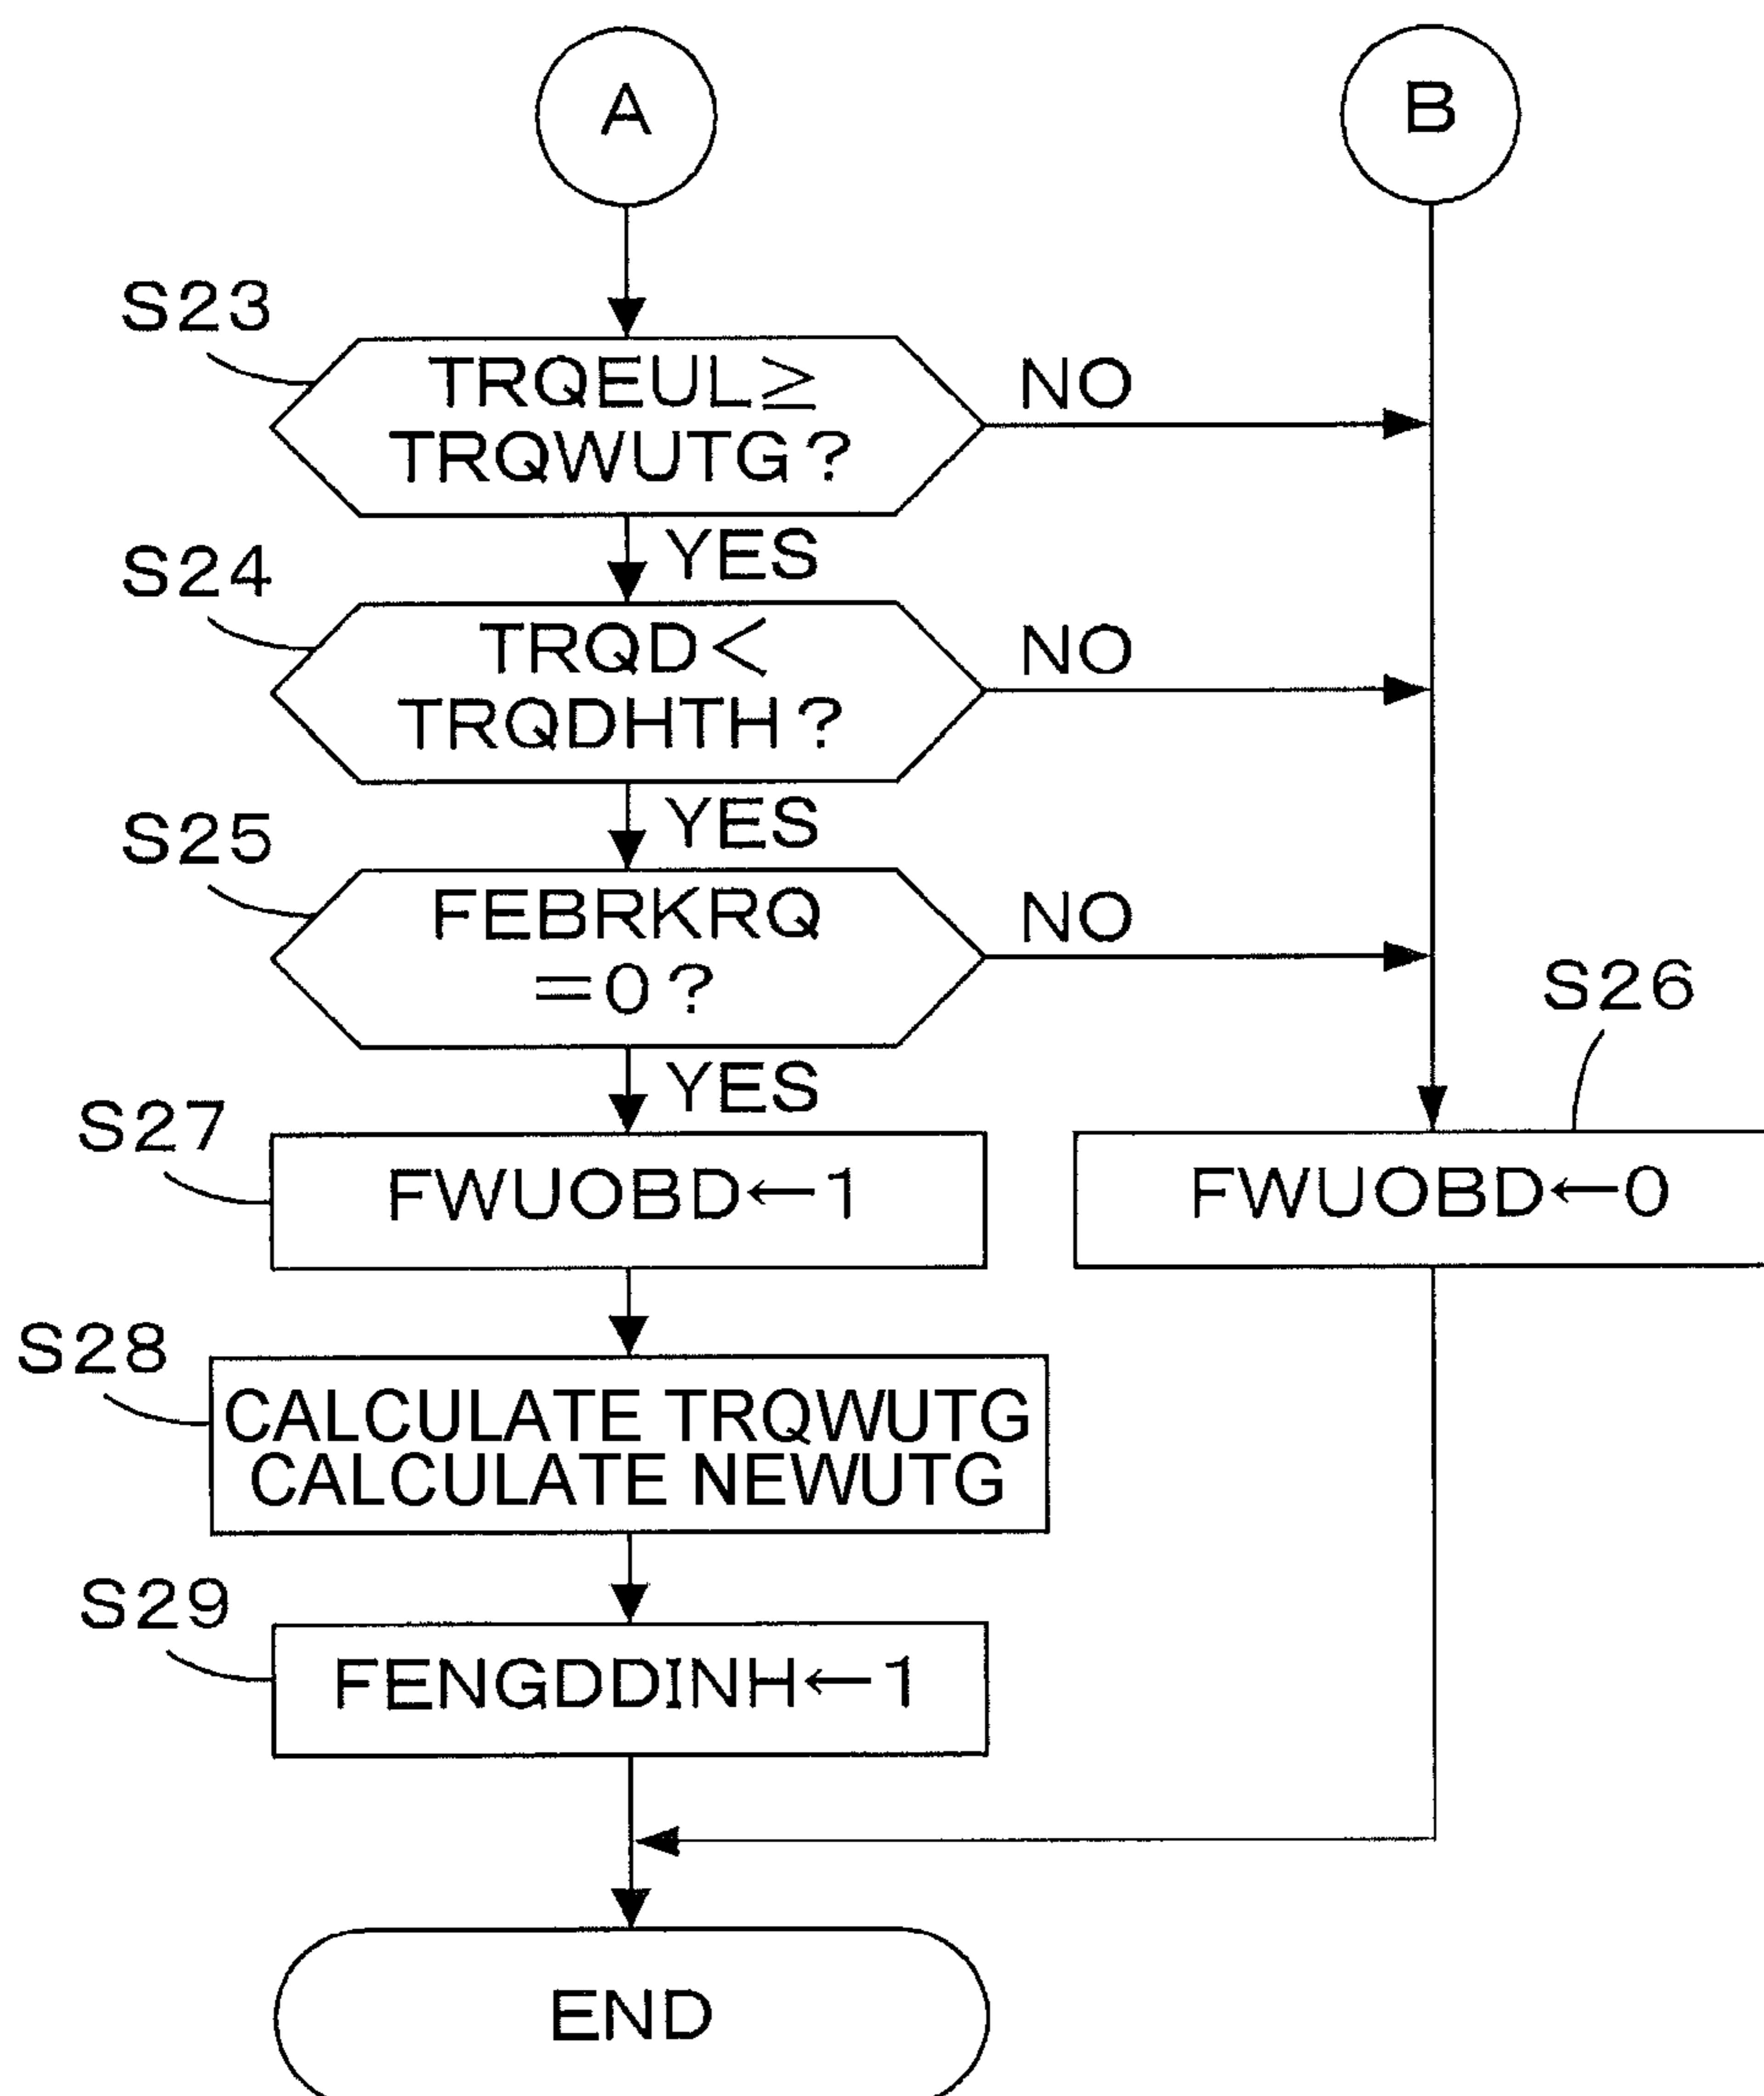 A
B
S23
TRQEUL≥
TRQWUTG?
NO
YES
S24
TRQD<
TRQDHTH?
NO
YES
S25
FEBRKRQ
=0?
NO
YES
S26
S27
FWUOBD←1
FWUOBD←0
S28
CALCULATE TRQWUTG
CALCULATE NEWUTG
S29
FENGDDINH←1
END